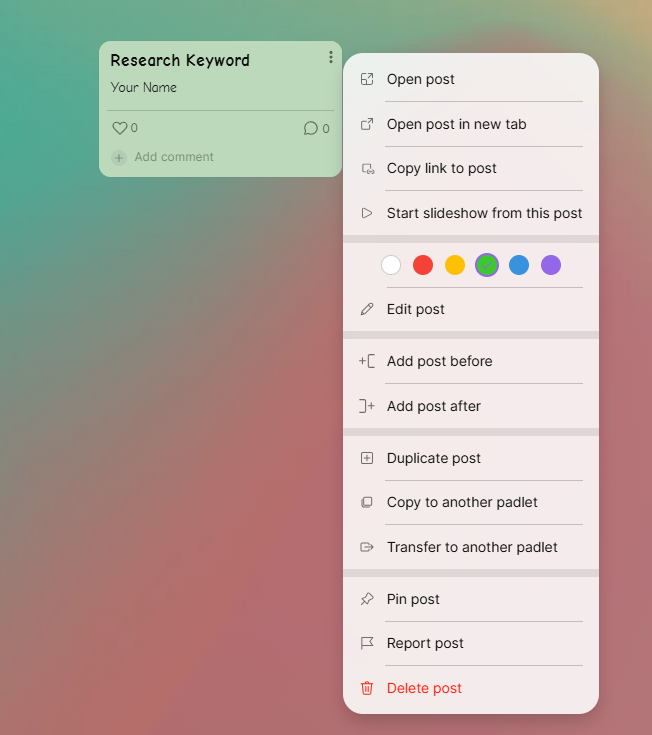 Research Keyword
Your Name
0
0
Add comment
Open post
Open post in new tab
Copy link to post
Start slideshow from this post
Edit post
Add post before
Add post after
Duplicate post
Copy to another padlet
Transfer to another padlet
Pin post
Report post
Delete post